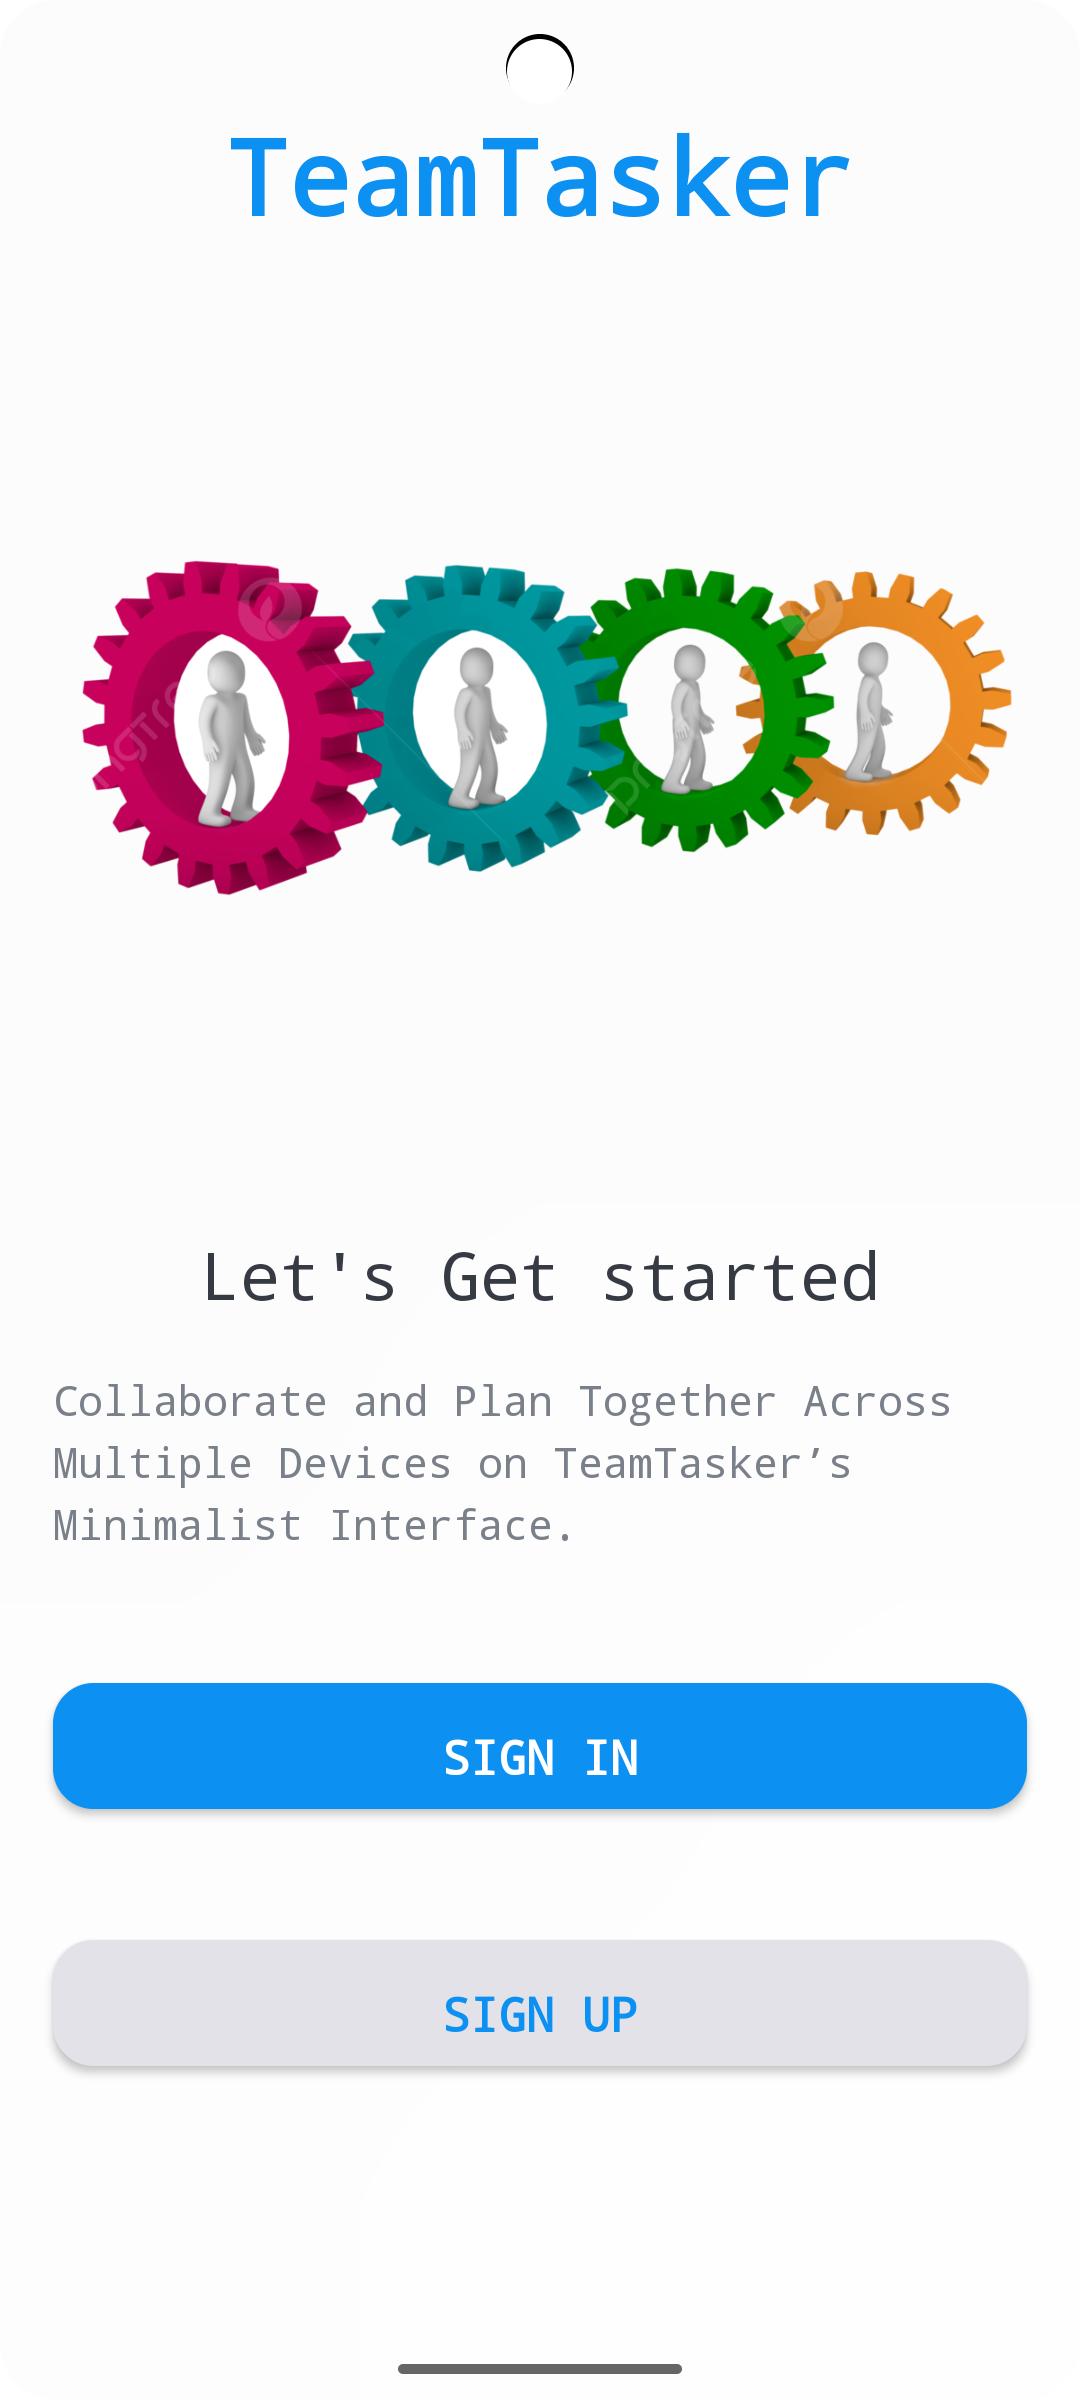 TeamTasker
Let's Get started
Collaborate and Plan Together Across
Multiple Devices on TeamTasker’s
Minimalist Interface.
SIGN IN
SIGN UP